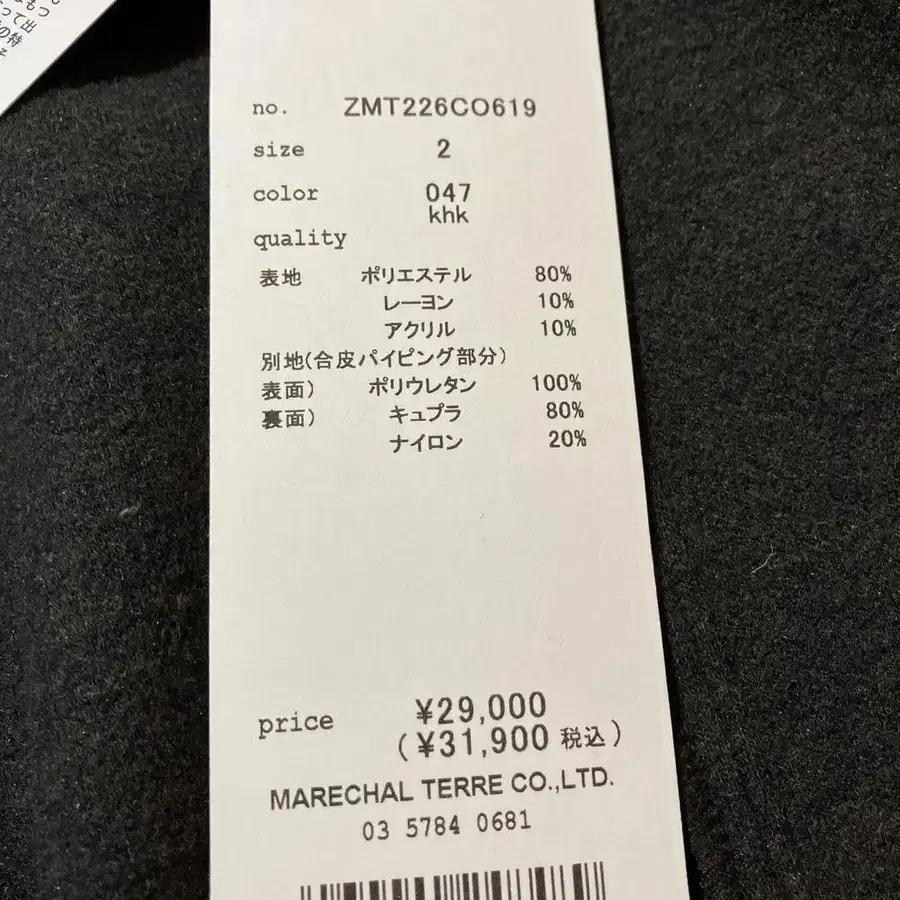 no. ZMT226CO619
size 2
color 047
khk
quality
表地 ポリエステル 80%
レーヨン 10%
アクリル 10%
別地(合皮パイピング部分)
表面) ポリウレタン 100%
裏面) キュプラ 80%
ナイロン 20%
price ¥29,000
(¥31,900 税込)
MARECHAL TERRE CO.,LTD.
03 5784 0681